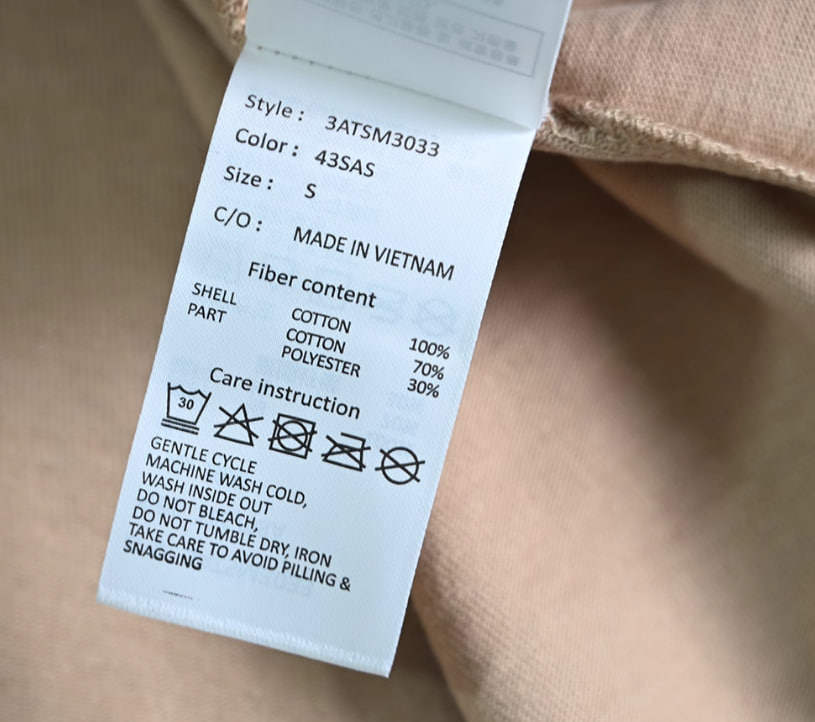 Style : 3ATSM3033
Color : 43SAS
Size : S
C/O : MADE IN VIETNAM
Fiber content
SHELL COTTON 100%
PART COTTON 70%
POLYESTER 30%
Care instruction
30
GENTLE CYCLE
MACHINE WASH COLD,
WASH INSIDE OUT
DO NOT BLEACH,
DO NOT TUMBLE DRY, IRON
TAKE CARE TO AVOID PILLING &
SNAGGING